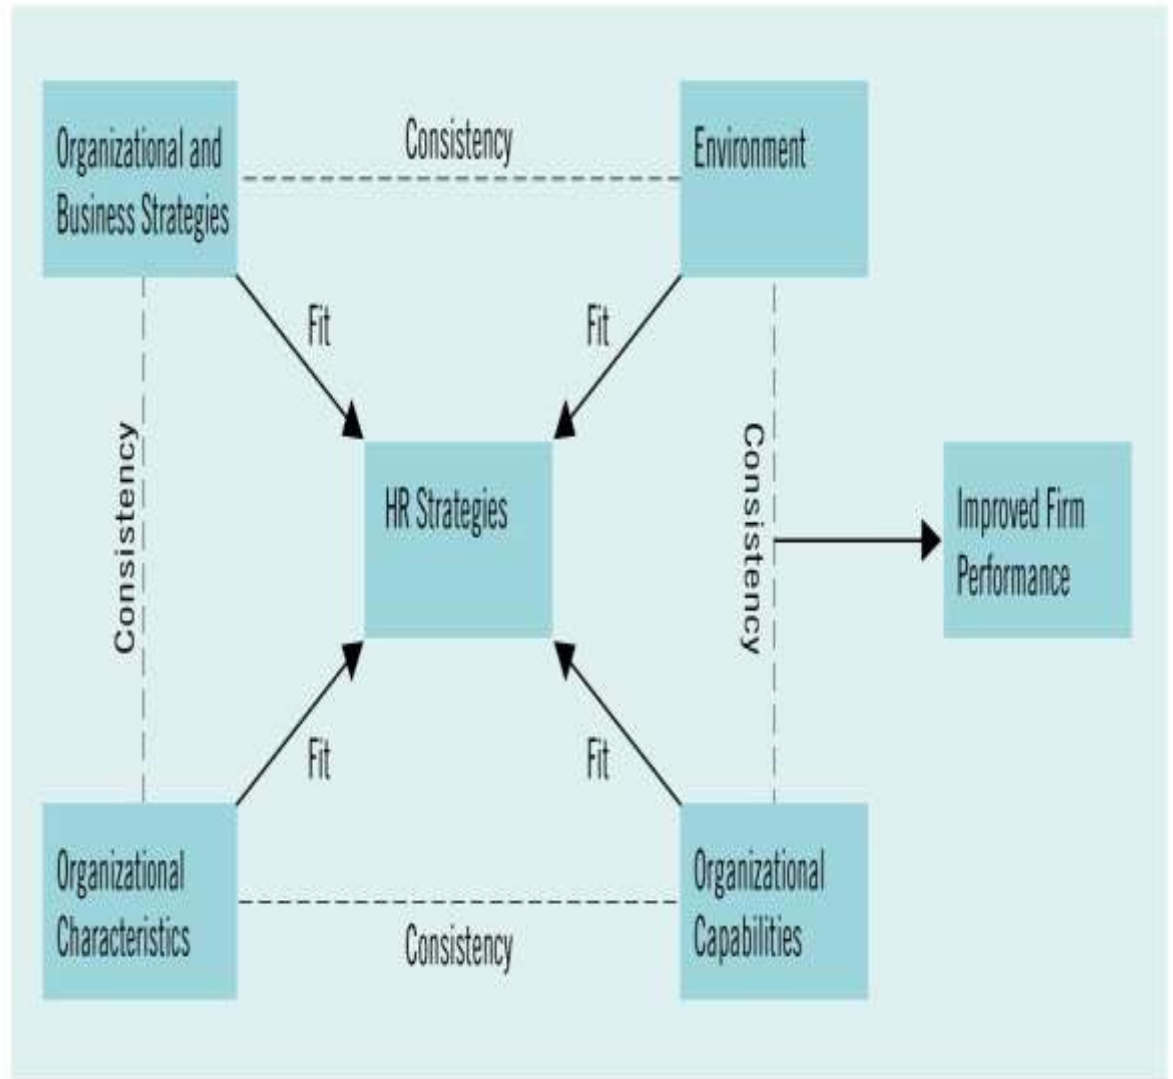 Organizational and
Business Strategies
Consistency
Environment
Fit
Fit
Consistency
HR Strategies
Consistency
Improved Firm
Performance
Fit
Fit
Organizational
Characteristics
Consistency
Organizational
Capabilities